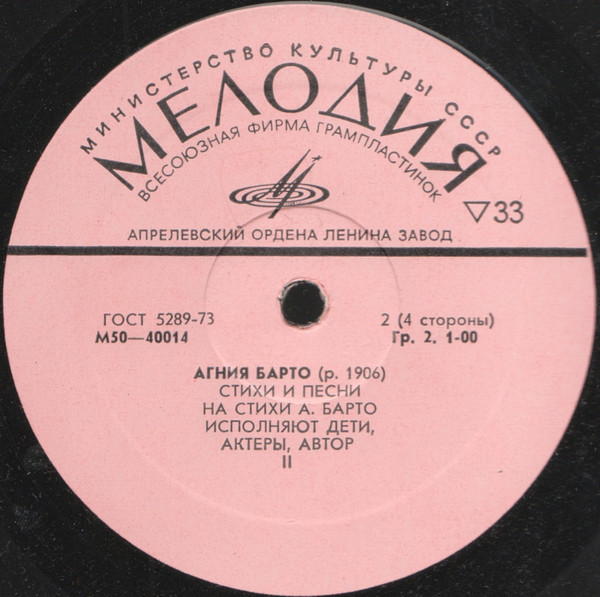 МИНИСТЕРСТВО КУЛЬТУРЫ СССР
МЕЛОДИЯ
ВСЕСОЮЗНАЯ ФИРМА ГРАМПЛАСТИНОК
▽33
АПРЕЛЕВСКИЙ ОРДЕНА ЛЕНИНА ЗАВОД
ГОСТ 5289-73
2 (4 стороны)
М50—40014
Гр. 2. 1-00
АГНИЯ БАРТО (р. 1906)
СТИХИ И ПЕСНИ
НА СТИХИ А. БАРТО
ИСПОЛНЯЮТ ДЕТИ,
АКТЕРЫ, АВТОР
II